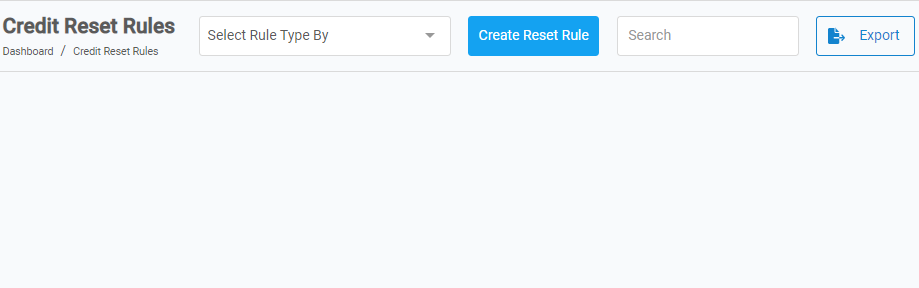 Credit Reset Rules
Dashboard / Credit Reset Rules
Select Rule Type By
Create Reset Rule
Search
Export